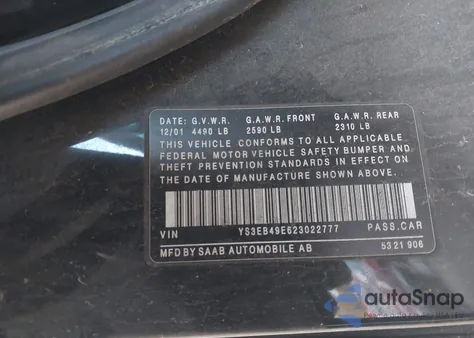 DATE: G.V.W.R. G.A.W.R. FRONT G.A.W.R. REAR
12/01 4490 LB 2590 LB 2310 LB
THIS VEHICLE CONFORMS TO ALL APPLICABLE
FEDERAL MOTOR VEHICLE SAFETY BUMPER AND
THEFT PREVENTION STANDARDS IN EFFECT ON
THE DATE OF MANUFACTURE SHOWN ABOVE.
VIN YS3EB49E623022777 PASS.CAR
MFD BY SAAB AUTOMOBILE AB 5321 906
autoSnap